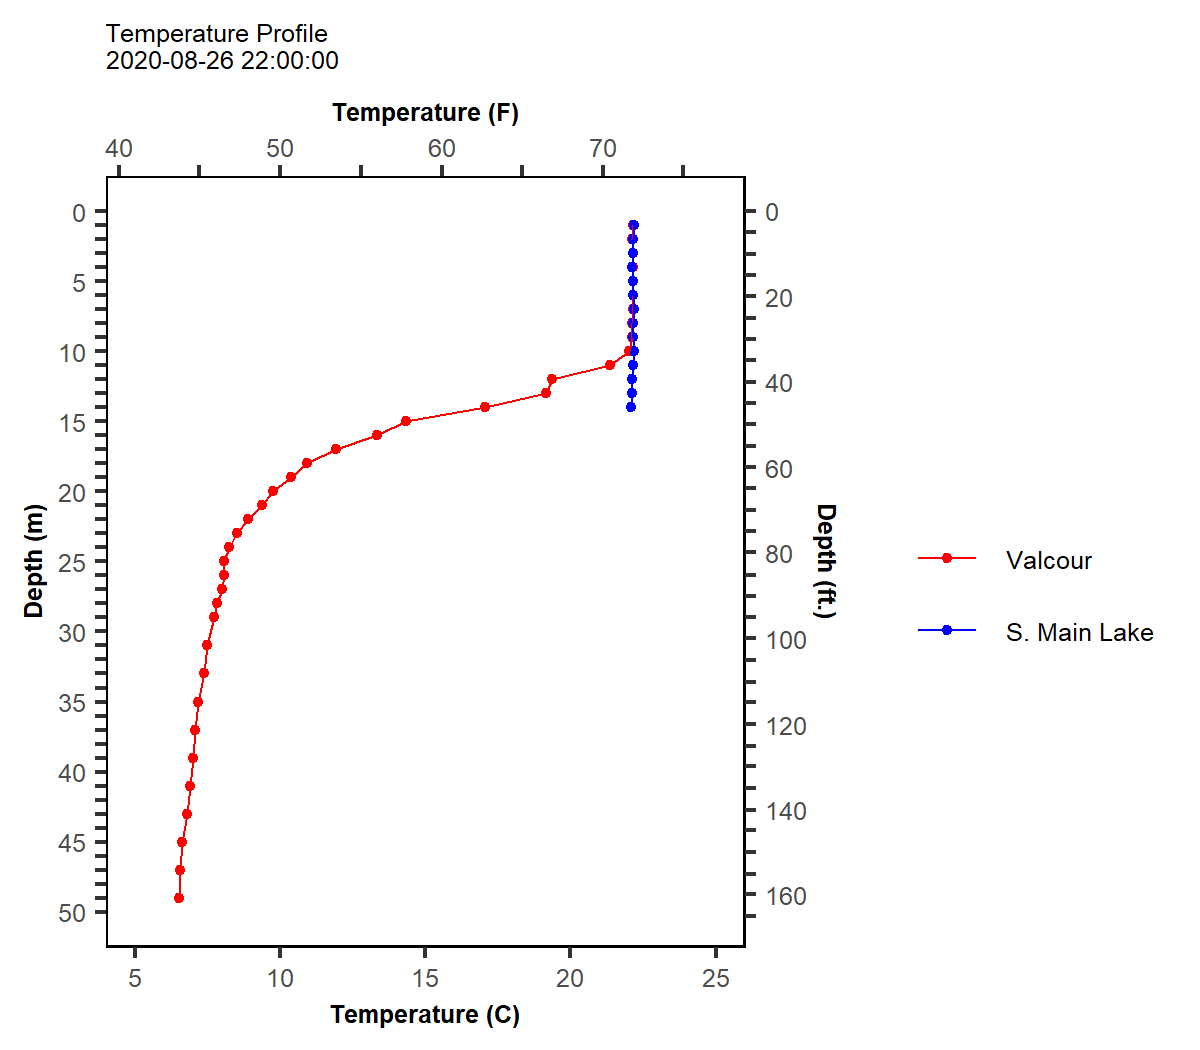 Temperature Profile
2020-08-26 22:00:00
Temperature (F)
40 50 60 70
0
5
10
15
20
25
30
35
40
45
50
Depth (m)
0
20
40
60
80
100
120
140
160
Depth (ft.)
Valcour
S. Main Lake
5 10 15 20 25
Temperature (C)